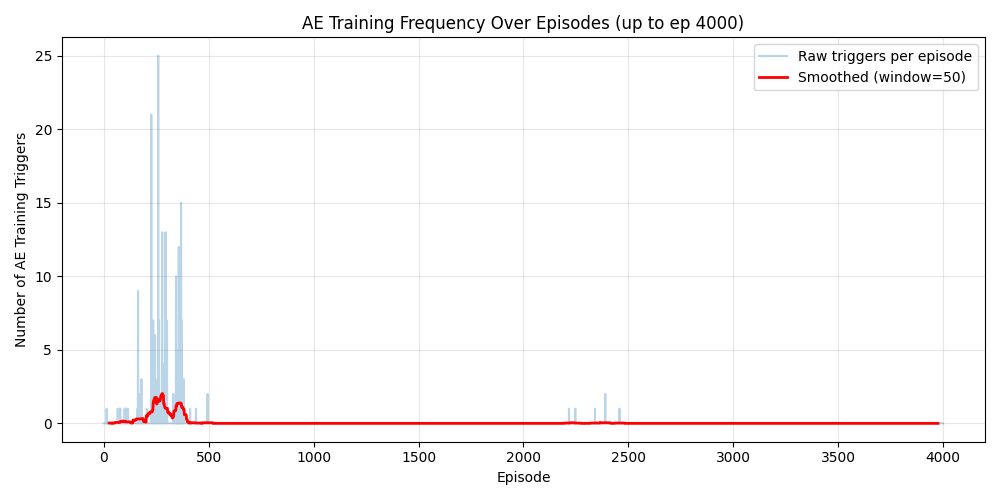 AE Training Frequency Over Episodes (up to ep 4000)
Raw triggers per episode
Smoothed (window=50)
Number of AE Training Triggers
25
20
15
10
5
0
0 500 1000 1500 2000 2500 3000 3500 4000
Episode